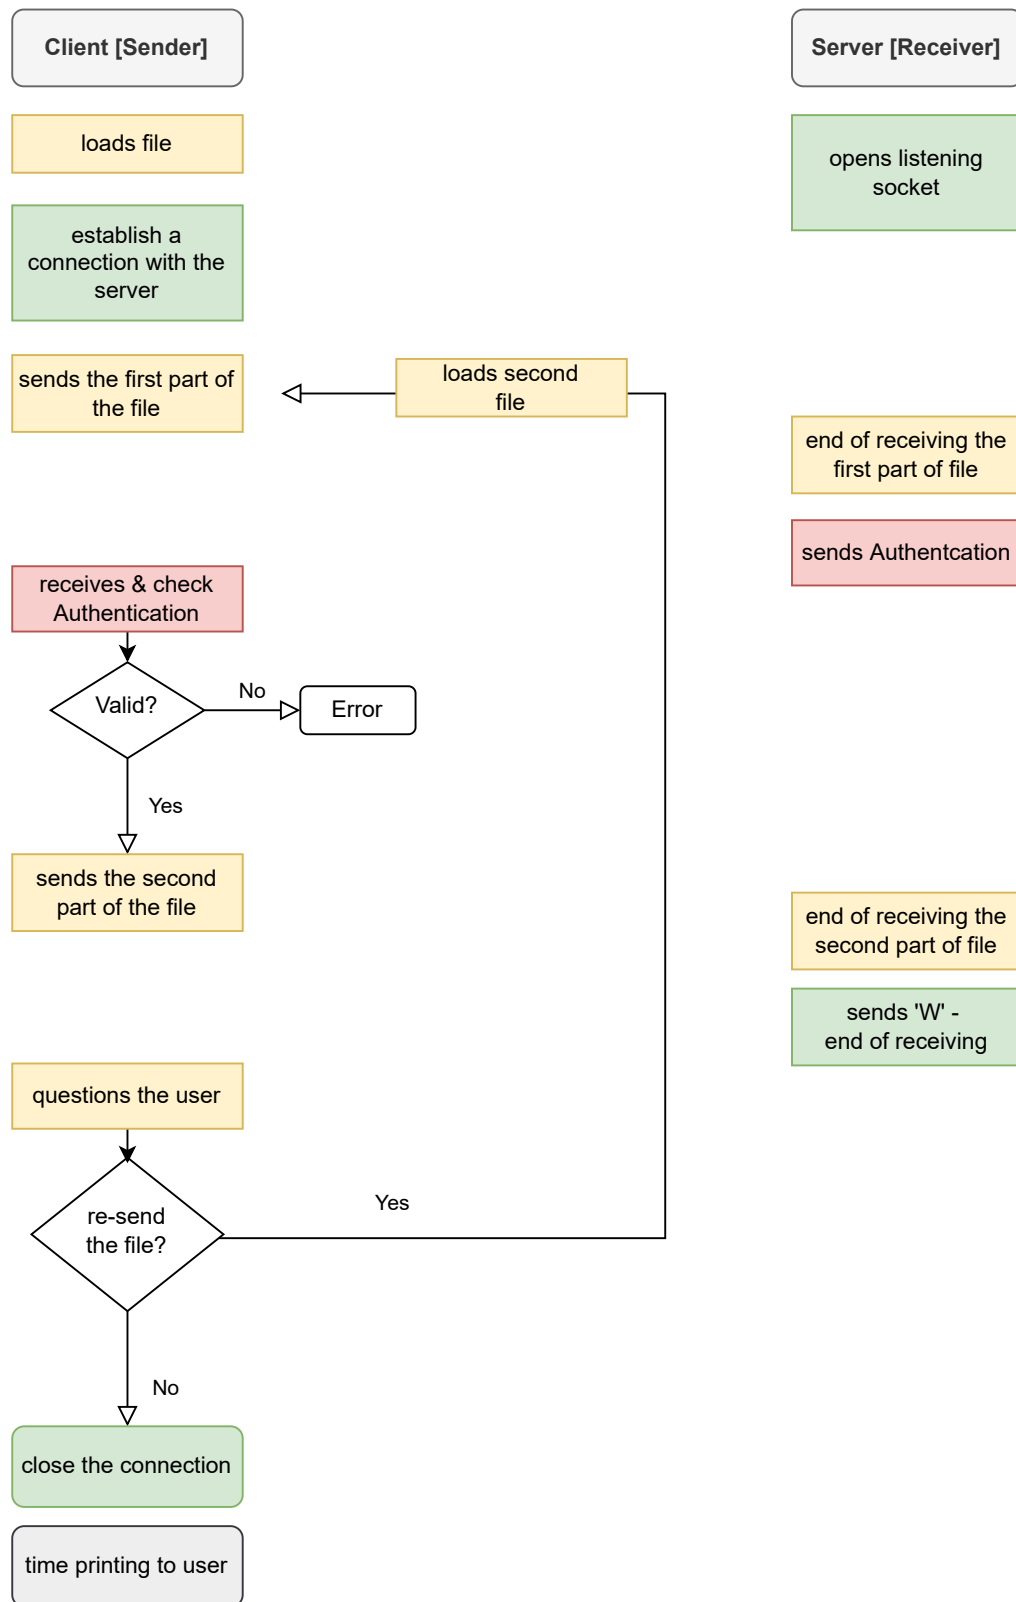 Client [Sender]
Server [Receiver]
loads file
opens listening
socket
establish a
connection with the
server
sends the first part of
the file
loads second
file
end of receiving the
first part of file
sends Authentcation
receives & check
Authentication
Valid?
No
Error
Yes
sends the second
part of the file
end of receiving the
second part of file
sends 'W' -
end of receiving
questions the user
re-send
the file?
Yes
No
close the connection
time printing to user